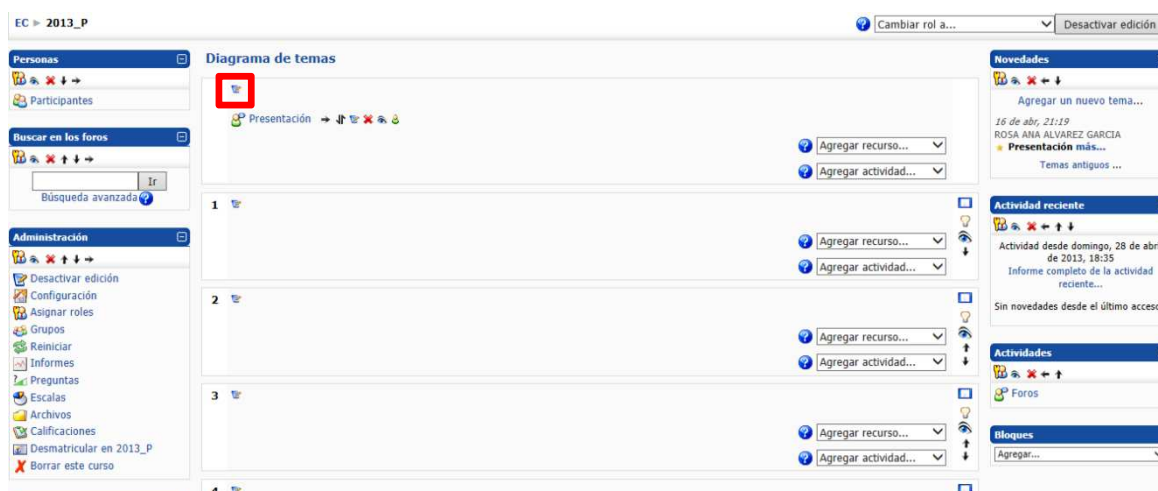 EC ► 2013_P
Cambiar rol a...
Desactivar edición
Personas
Participantes
Buscar en los foros
Ir
Búsqueda avanzada
Administración
Desactivar edición
Configuración
Asignar roles
Grupos
Reiniciar
Informes
Preguntas
Escalas
Archivos
Calificaciones
Desmatricular en 2013_P
Borrar este curso
Diagrama de temas
Presentación
Agregar recurso...
Agregar actividad...
1
Agregar recurso...
Agregar actividad...
2
Agregar recurso...
Agregar actividad...
3
Agregar recurso...
Agregar actividad...
4
Novedades
Agregar un nuevo tema...
16 de abr, 21:19
ROSA ANA ALVAREZ GARCIA
Presentación más...
Temas antiguos ...
Actividad reciente
Actividad desde domingo, 28 de abri
de 2013, 18:35
Informe completo de la actividad
reciente...
Sin novedades desde el último acceso
Actividades
Foros
Bloques
Agregar...